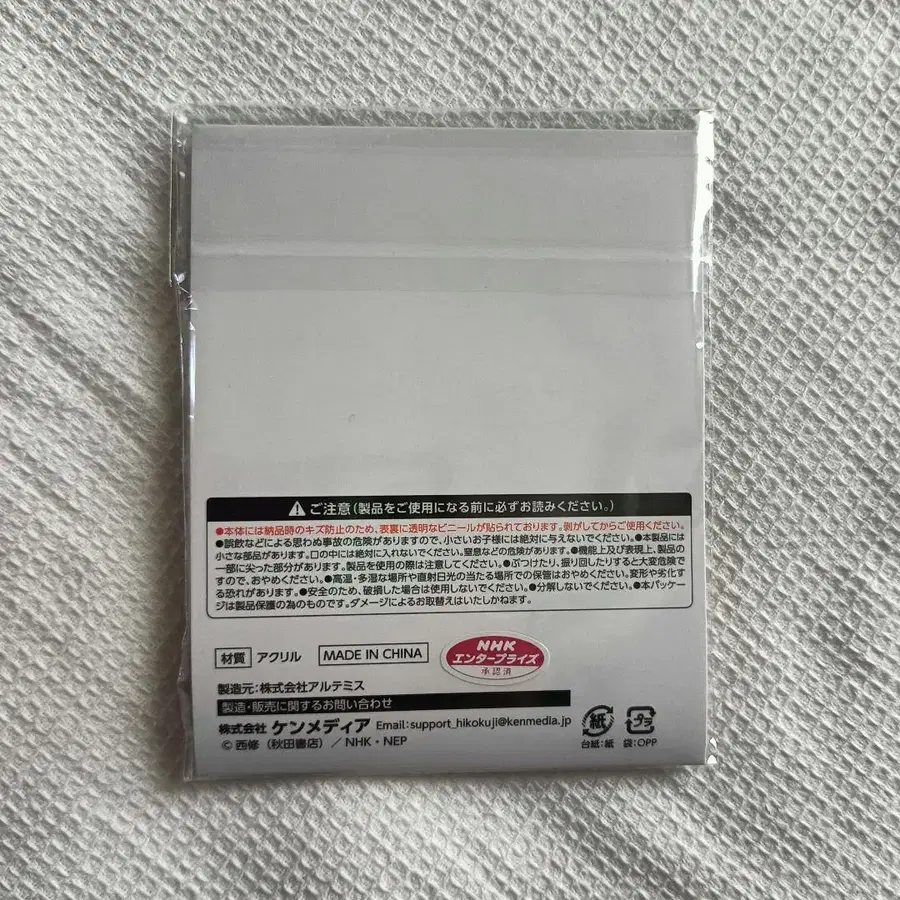 ⚠ ご注意(製品をご使用になる前に必ずお読みください。)
●本体には納品時のキズ防止のため、表裏に透明なビニールが貼られております。剥がしてからご使用ください。
●誤飲などによる思わぬ事故の危険がありますので、小さいお子様には絶対に与えないでください。●本製品には
小さな部品があります。口の中には絶対に入れないでください。窒息などの危険があります。●機能上及び表現上、製品の
一部に尖った部分があります。製品を使用の際は注意してください。●ぶつけたり、振り回したりすると大変危険で
すので、おやめください。●高温・多湿な場所や直射日光の当たる場所での保管はおやめください。変形や劣化す
る恐れがあります。●安全のため、破損した場合は使用しないでください。●分解しないでください。●本パッケー
ジは製品保護の為のものです。ダメージによるお取替えはいたしかねます。
材質 アクリル MADE IN CHINA
NHK
エンタープライズ
承認済
製造元:株式会社アルテミス
製造・販売に関するお問い合わせ
株式会社 ケンメディア Email:support_hikokuji@kenmedia.jp
©西修(秋田書店)/NHK・NEP
紙 プラ
台紙:紙 袋:OPP